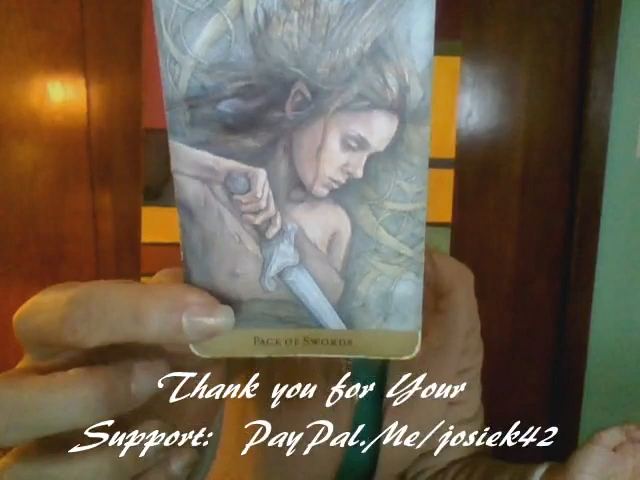 PAGE OF SWORDS
Thank you for Your
Support: PayPal.Me/josiek42